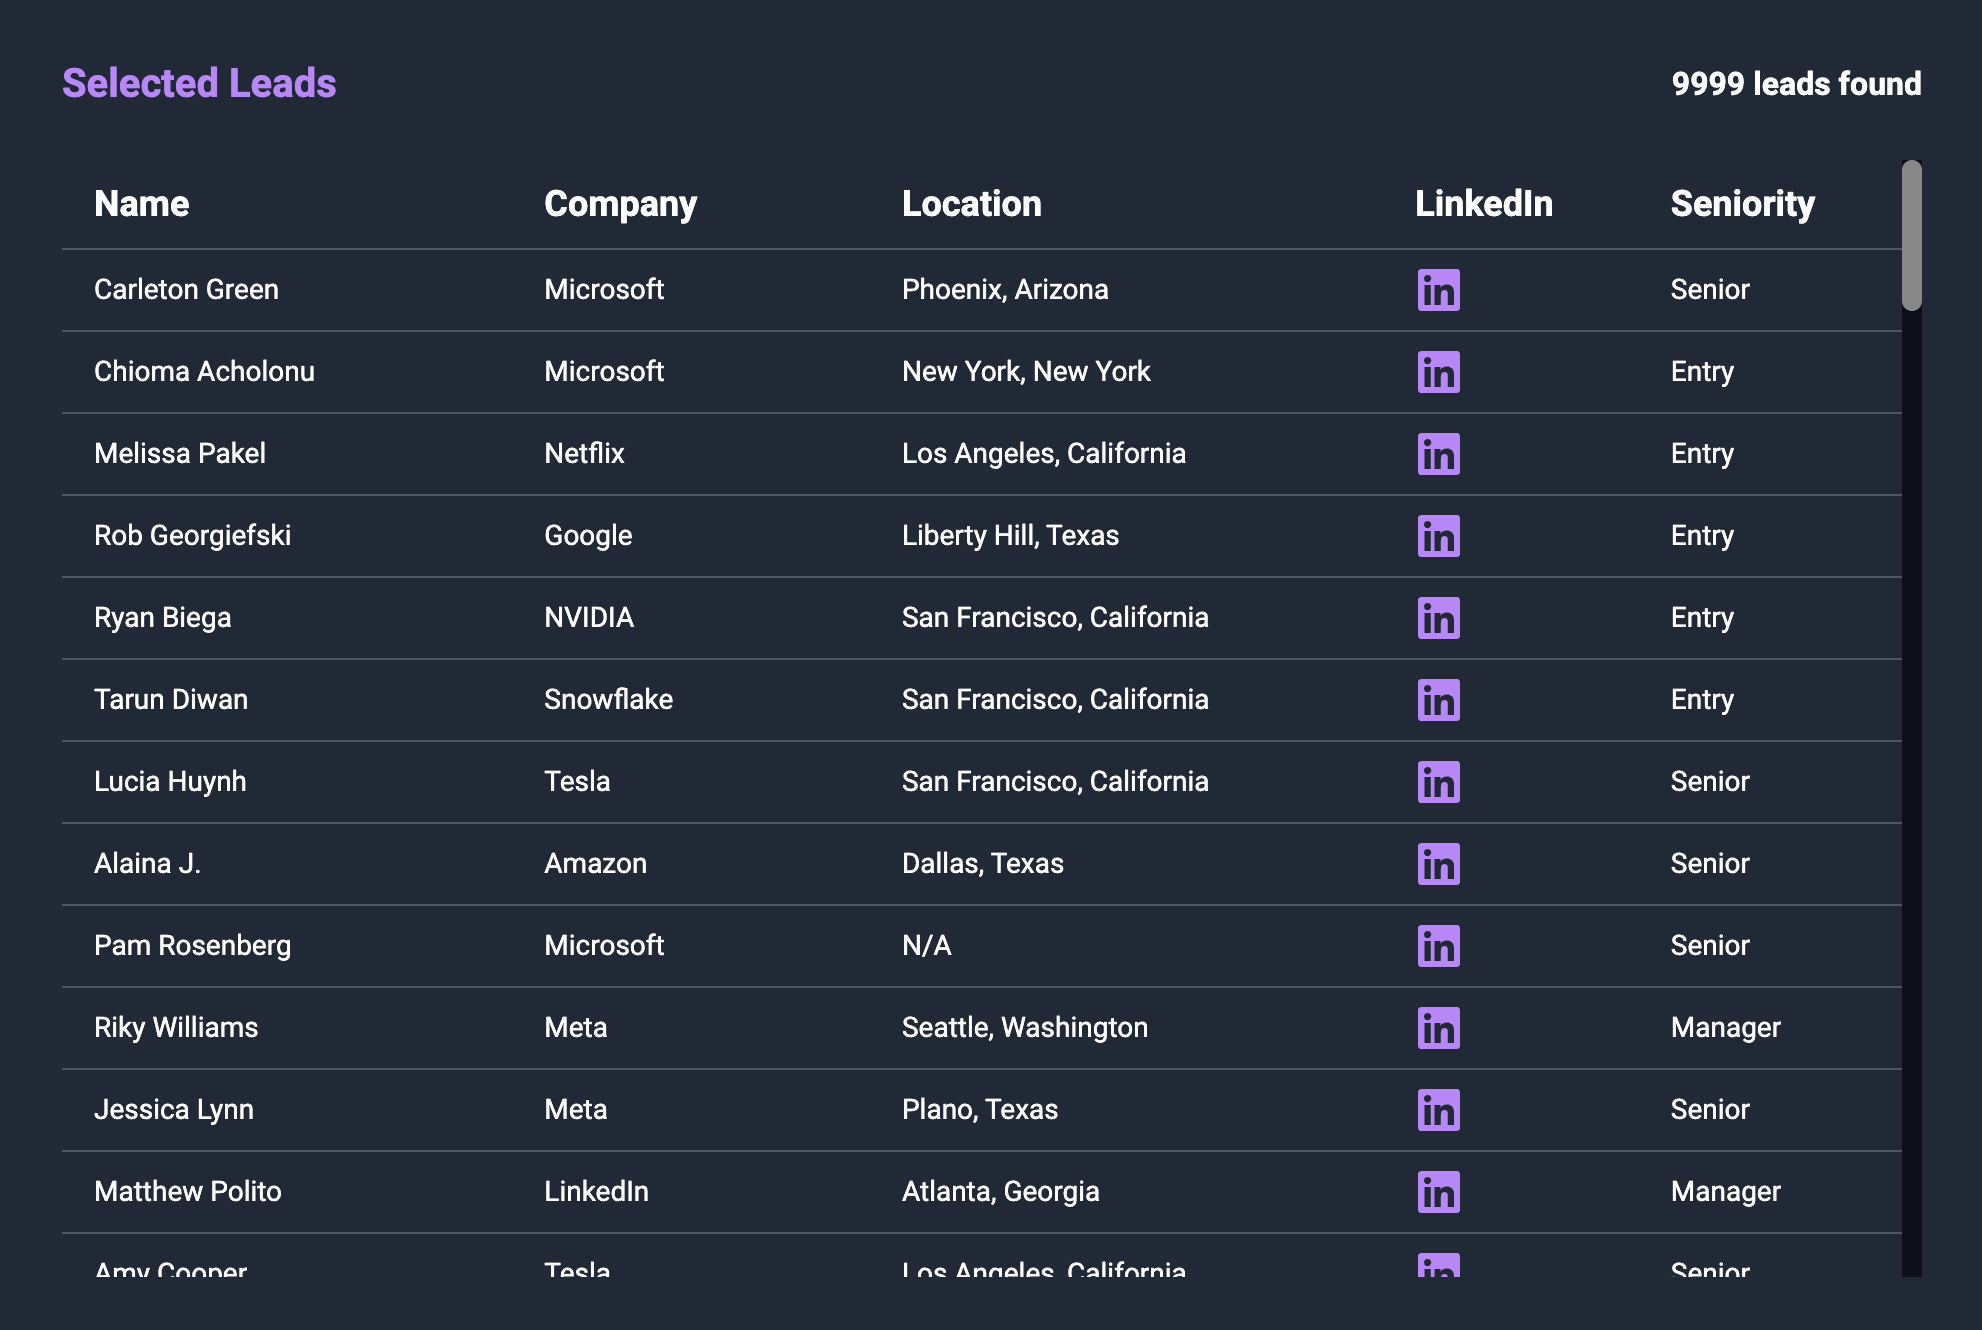 Selected Leads
9999 leads found
Name Company Location LinkedIn Seniority
Carleton Green Microsoft Phoenix, Arizona in Senior
Chioma Acholonu Microsoft New York, New York in Entry
Melissa Pakel Netflix Los Angeles, California in Entry
Rob Georgiefski Google Liberty Hill, Texas in Entry
Ryan Biega NVIDIA San Francisco, California in Entry
Tarun Diwan Snowflake San Francisco, California in Entry
Lucia Huynh Tesla San Francisco, California in Senior
Alaina J. Amazon Dallas, Texas in Senior
Pam Rosenberg Microsoft N/A in Senior
Riky Williams Meta Seattle, Washington in Manager
Jessica Lynn Meta Plano, Texas in Senior
Matthew Polito LinkedIn Atlanta, Georgia in Manager
Amy Cooper Tesla Los Angeles, California in Senior